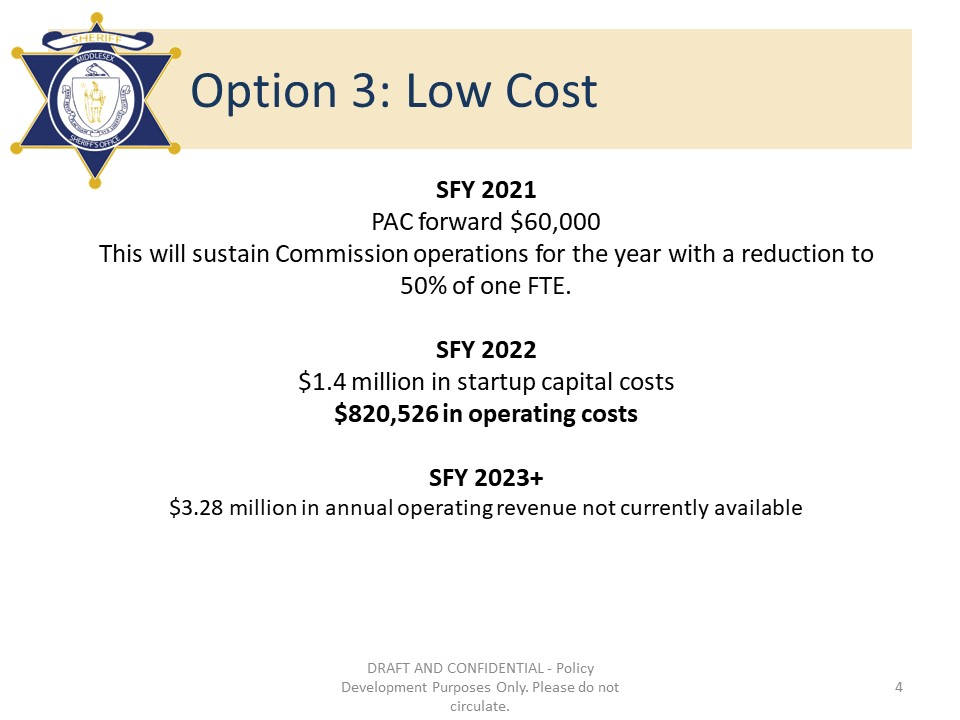 SHERIFF
MIDDLESEX
SHERIFF'S OFFICE
Option 3: Low Cost
SFY 2021
PAC forward $60,000
This will sustain Commission operations for the year with a reduction to
50% of one FTE.
SFY 2022
$1.4 million in startup capital costs
$820,526 in operating costs
SFY 2023+
$3.28 million in annual operating revenue not currently available
DRAFT AND CONFIDENTIAL - Policy
Development Purposes Only. Please do not
circulate.
4